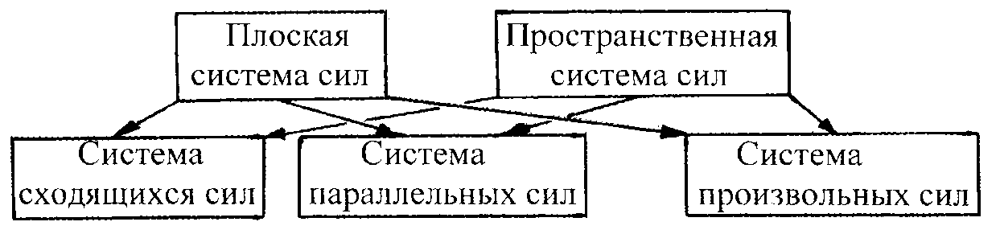 Плоская
система сил
Пространственная
система сил
Система
сходящихся сил
Система
параллельных сил
Система
произвольных сил